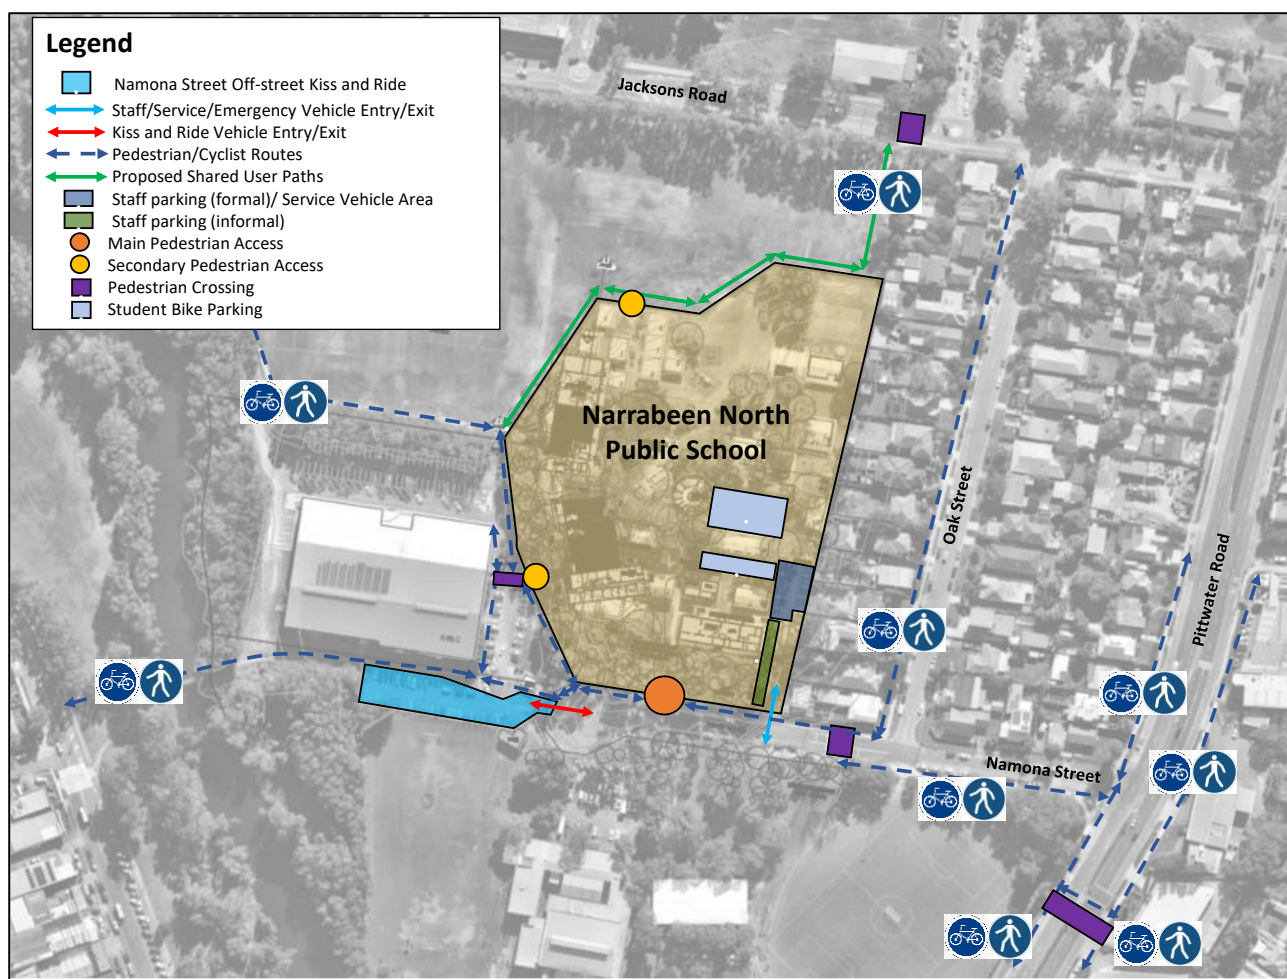 Legend
Namona Street Off-street Kiss and Ride
Staff/Service/Emergency Vehicle Entry/Exit
Kiss and Ride Vehicle Entry/Exit
Pedestrian/Cyclist Routes
Proposed Shared User Paths
Staff parking (formal)/ Service Vehicle Area
Staff parking (informal)
Main Pedestrian Access
Secondary Pedestrian Access
Pedestrian Crossing
Student Bike Parking
Jacksons Road
Narrabeen North
Public School
Oak Street
Pittwater Road
Namona Street